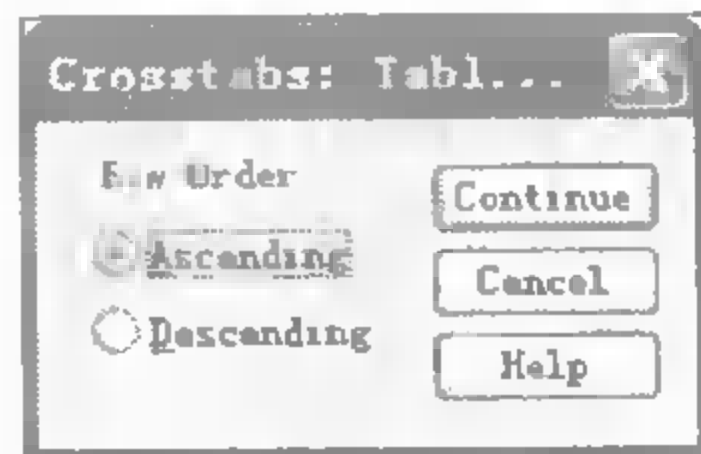 Crosstabs: Tabl...
Row Order
Ascending
Descending
Continue
Cancel
Help